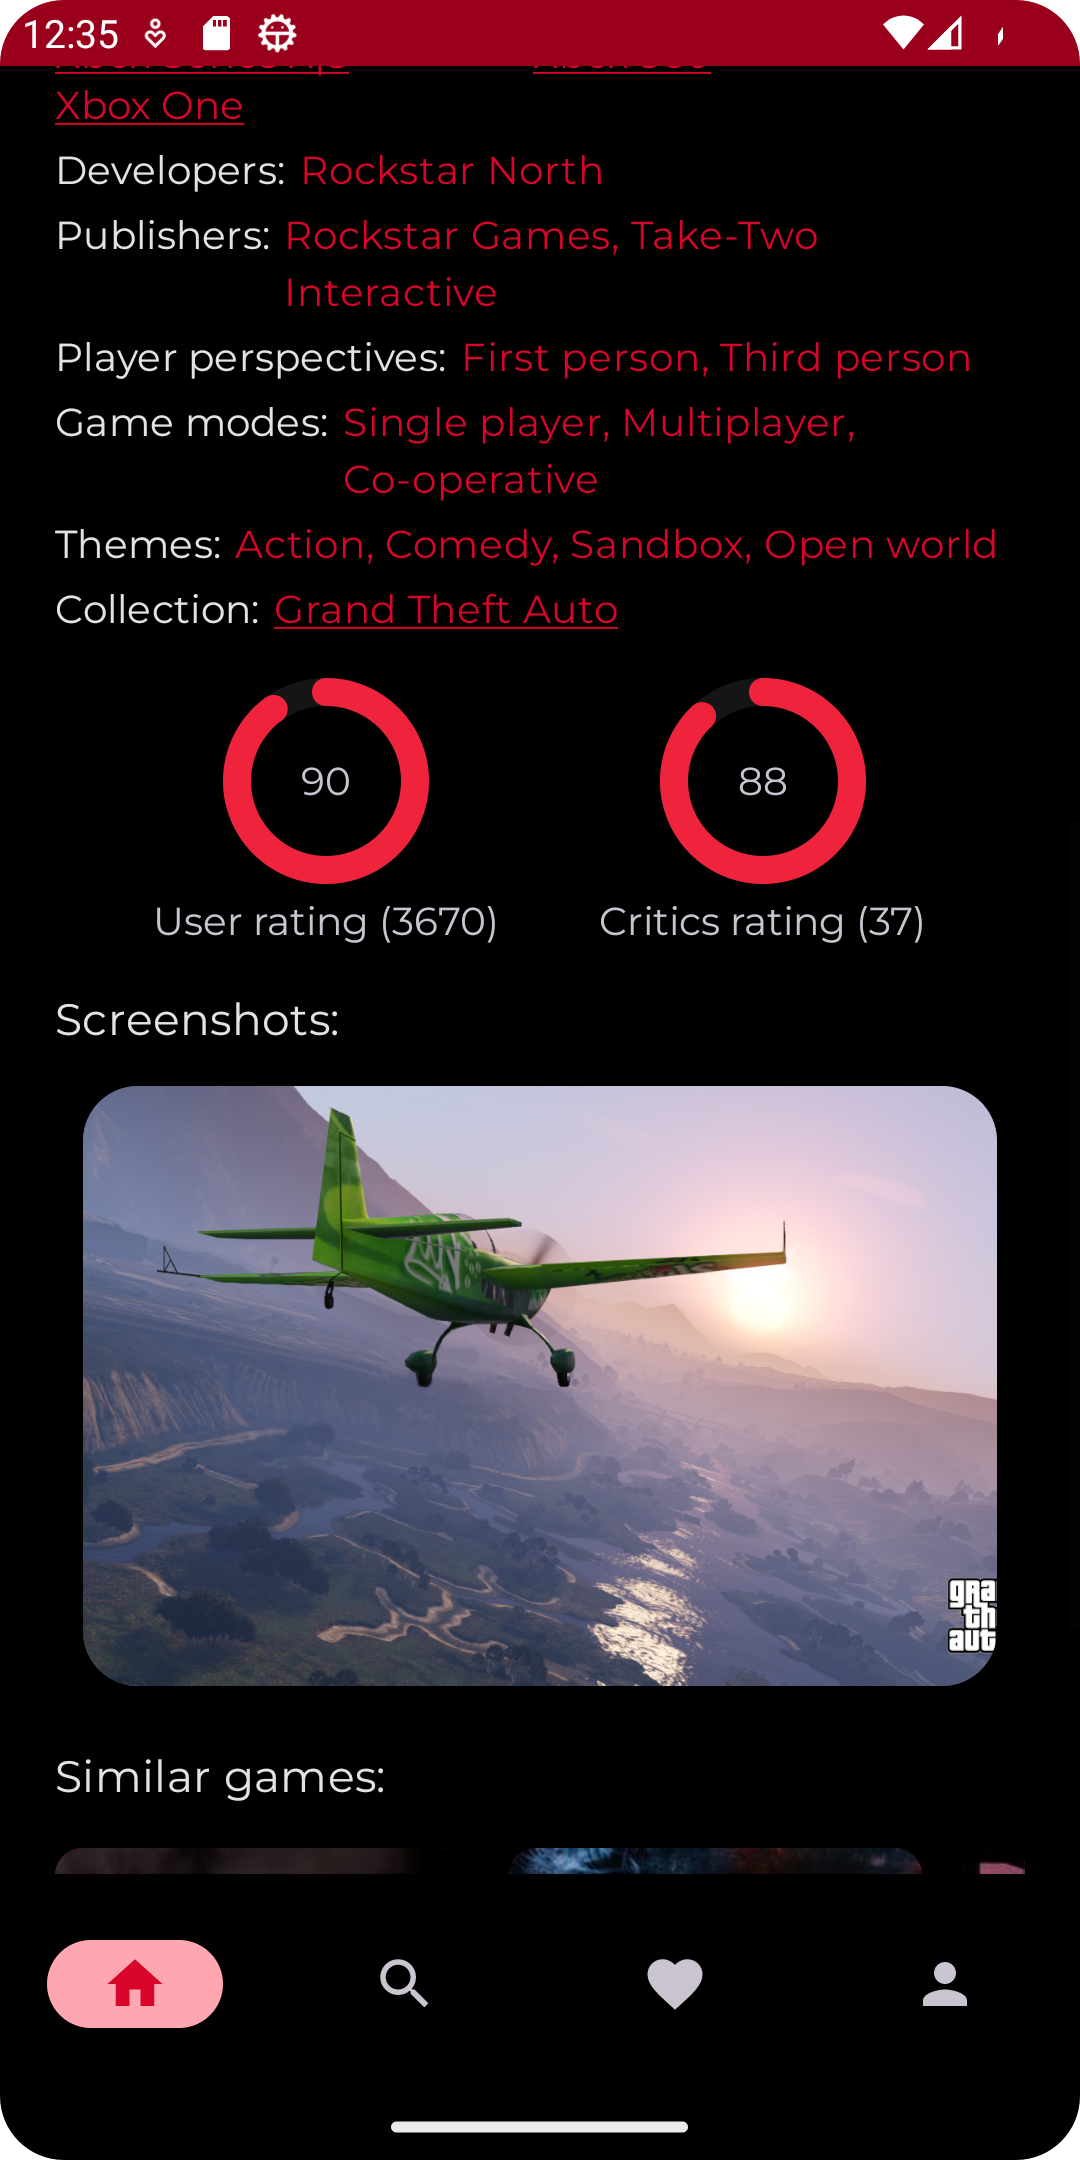 12:35
Xbox One
Developers: Rockstar North
Publishers: Rockstar Games, Take-Two
Interactive
Player perspectives: First person, Third person
Game modes: Single player, Multiplayer,
Co-operative
Themes: Action, Comedy, Sandbox, Open world
Collection: Grand Theft Auto
90
88
User rating (3670)
Critics rating (37)
Screenshots:
gra
th
aut
Similar games: